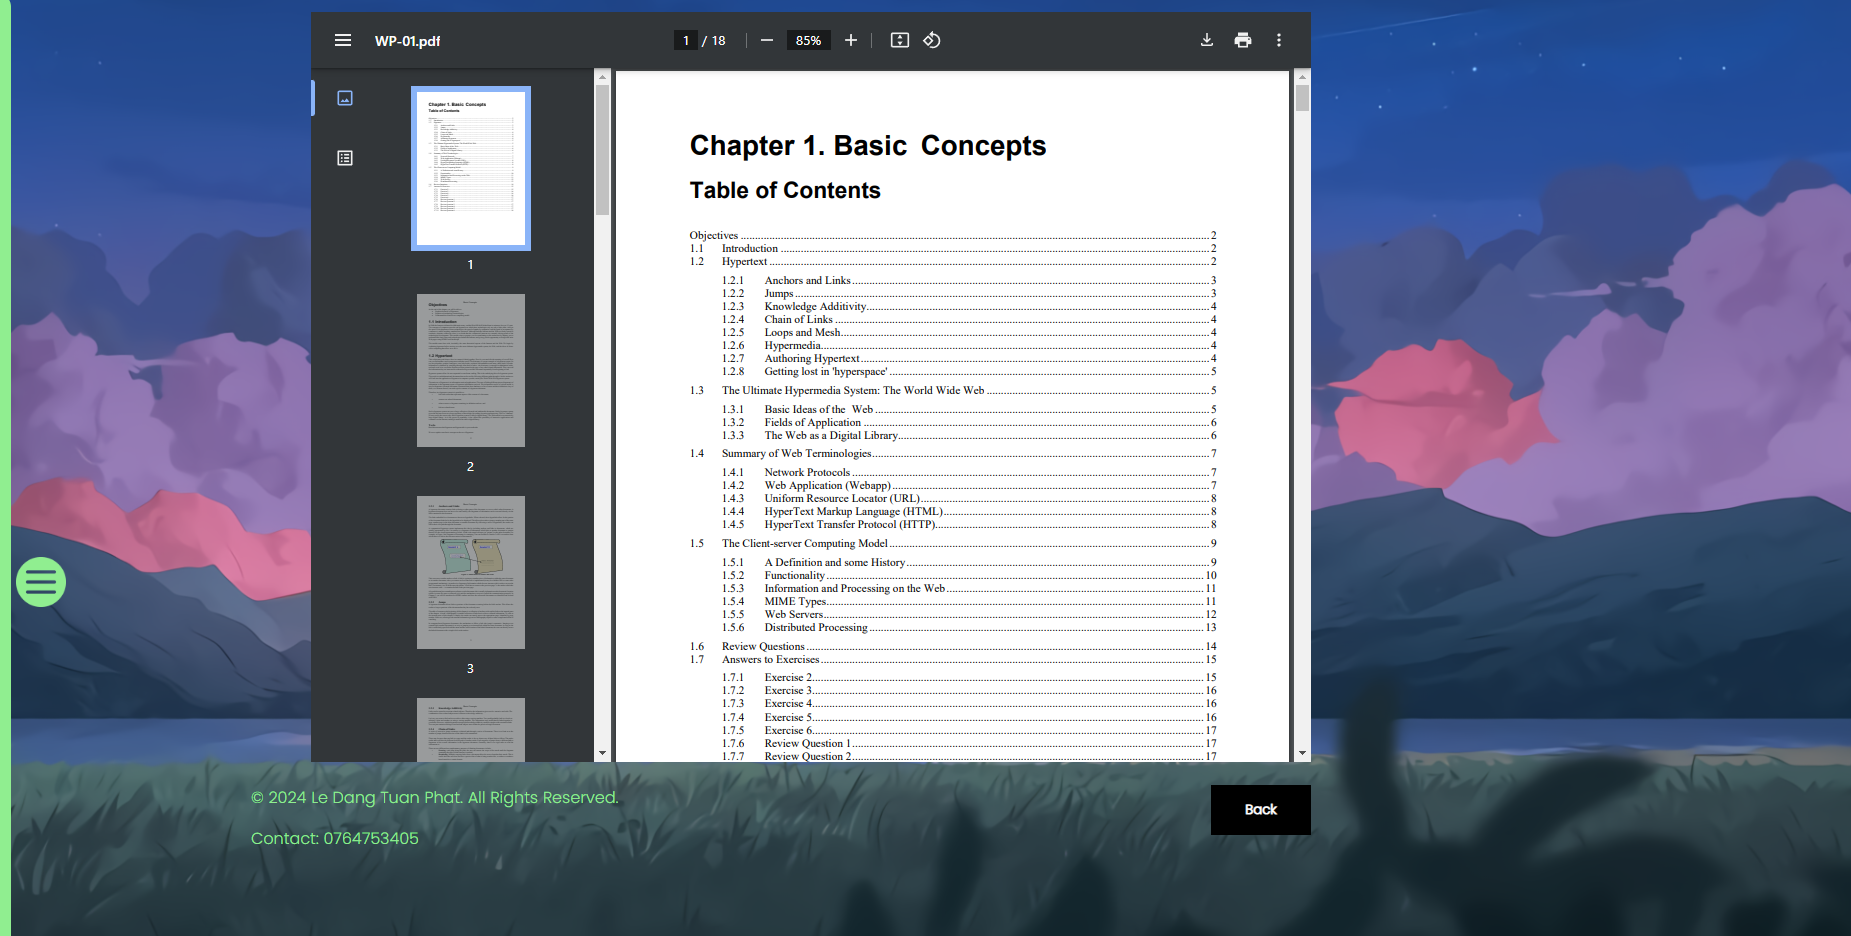 WP-01.pdf
1 / 18
85%
Chapter 1. Basic Concepts
Table of Contents
1
2
3
Chapter 1. Basic Concepts
Table of Contents
Objectives 2
1.1 Introduction 2
1.2 Hypertext 2
1.2.1 Anchors and Links 3
1.2.2 Jumps 3
1.2.3 Knowledge Additivity 4
1.2.4 Chain of Links 4
1.2.5 Loops and Mesh 4
1.2.6 Hypermedia 4
1.2.7 Authoring Hypertext 4
1.2.8 Getting lost in 'hyperspace' 5
1.3 The Ultimate Hypermedia System: The World Wide Web 5
1.3.1 Basic Ideas of the Web 5
1.3.2 Fields of Application 6
1.3.3 The Web as a Digital Library 6
1.4 Summary of Web Terminologies 7
1.4.1 Network Protocols 7
1.4.2 Web Application (Webapp) 7
1.4.3 Uniform Resource Locator (URL) 8
1.4.4 HyperText Markup Language (HTML) 8
1.4.5 HyperText Transfer Protocol (HTTP) 8
1.5 The Client-server Computing Model 9
1.5.1 A Definition and some History 9
1.5.2 Functionality 10
1.5.3 Information and Processing on the Web 11
1.5.4 MIME Types 11
1.5.5 Web Servers 12
1.5.6 Distributed Processing 13
1.6 Review Questions 14
1.7 Answers to Exercises 15
1.7.1 Exercise 2 15
1.7.2 Exercise 3 16
1.7.3 Exercise 4 16
1.7.4 Exercise 5 16
1.7.5 Exercise 6 17
1.7.6 Review Question 1 17
1.7.7 Review Question 2 17
© 2024 Le Dang Tuan Phat. All Rights Reserved.
Back
Contact: 0764753405